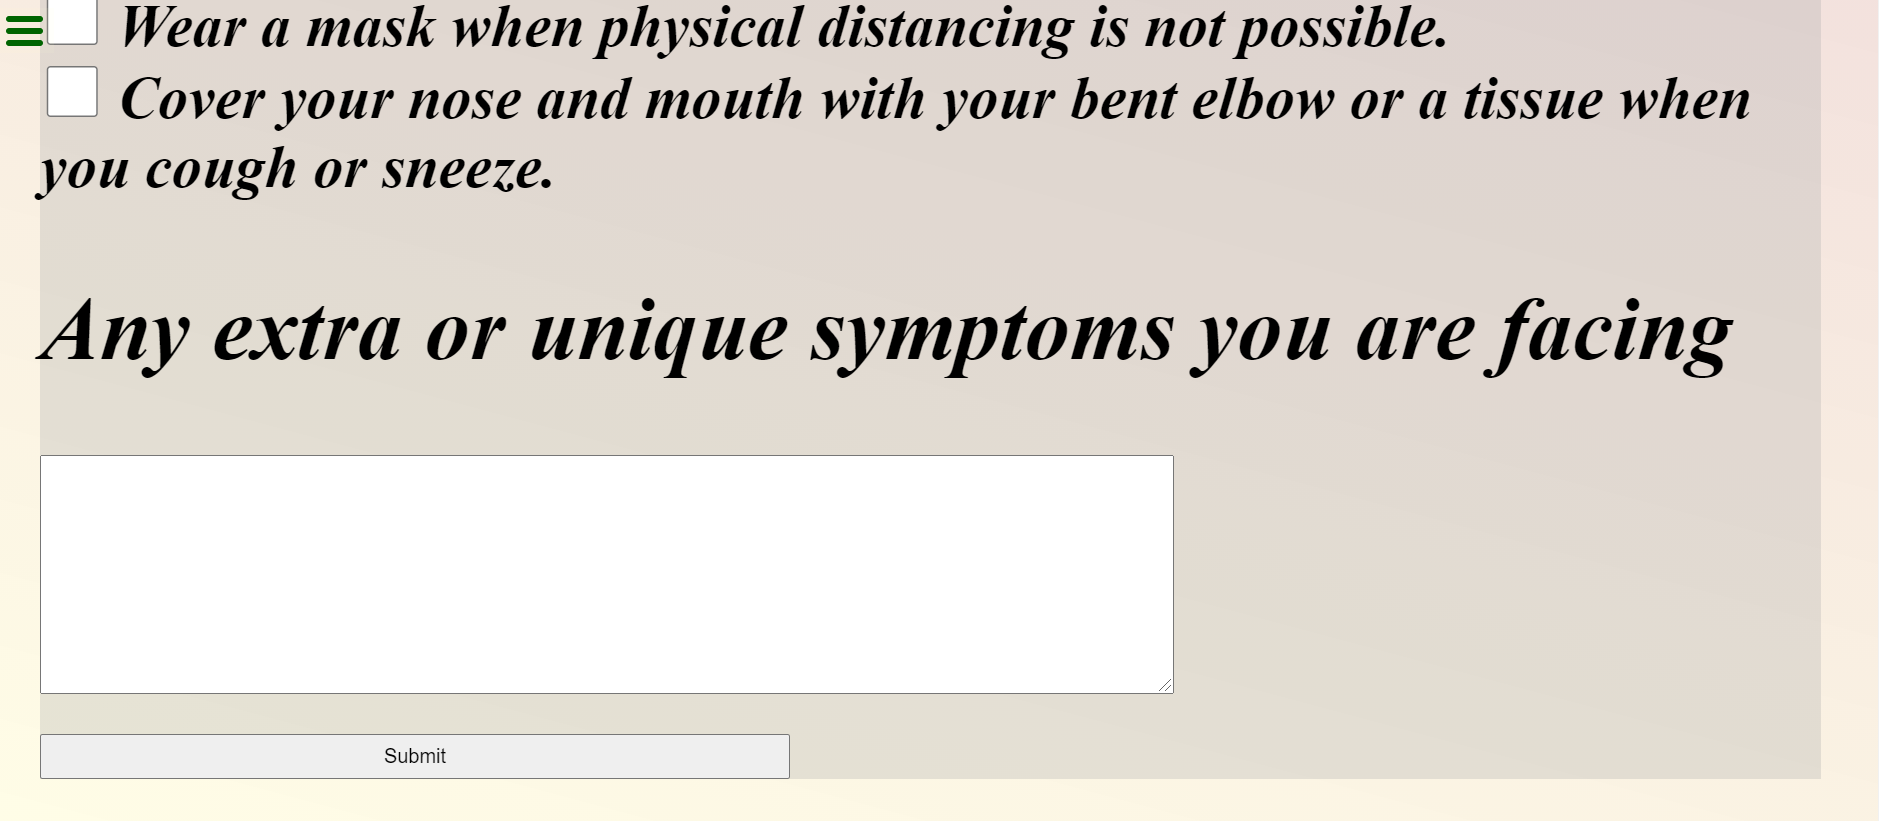 Wear a mask when physical distancing is not possible.
Cover your nose and mouth with your bent elbow or a tissue when
you cough or sneeze.
Any extra or unique symptoms you are facing
Submit